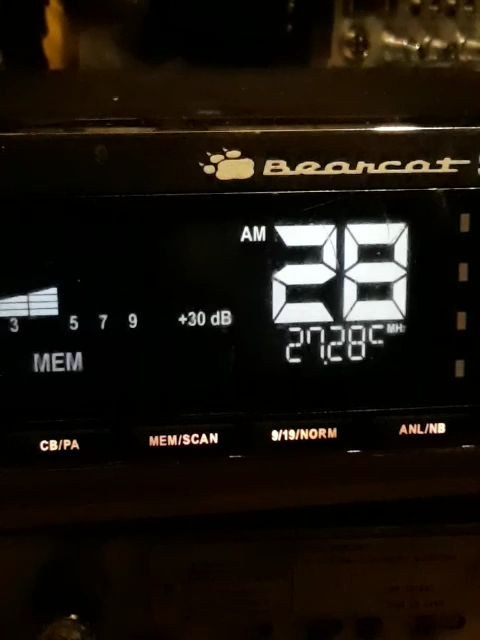 Bearcat
AM 28
3 5 7 9 +30 dB
27.285 MHz
MEM
CB/PA MEM/SCAN 9/19/NORM ANL/NB